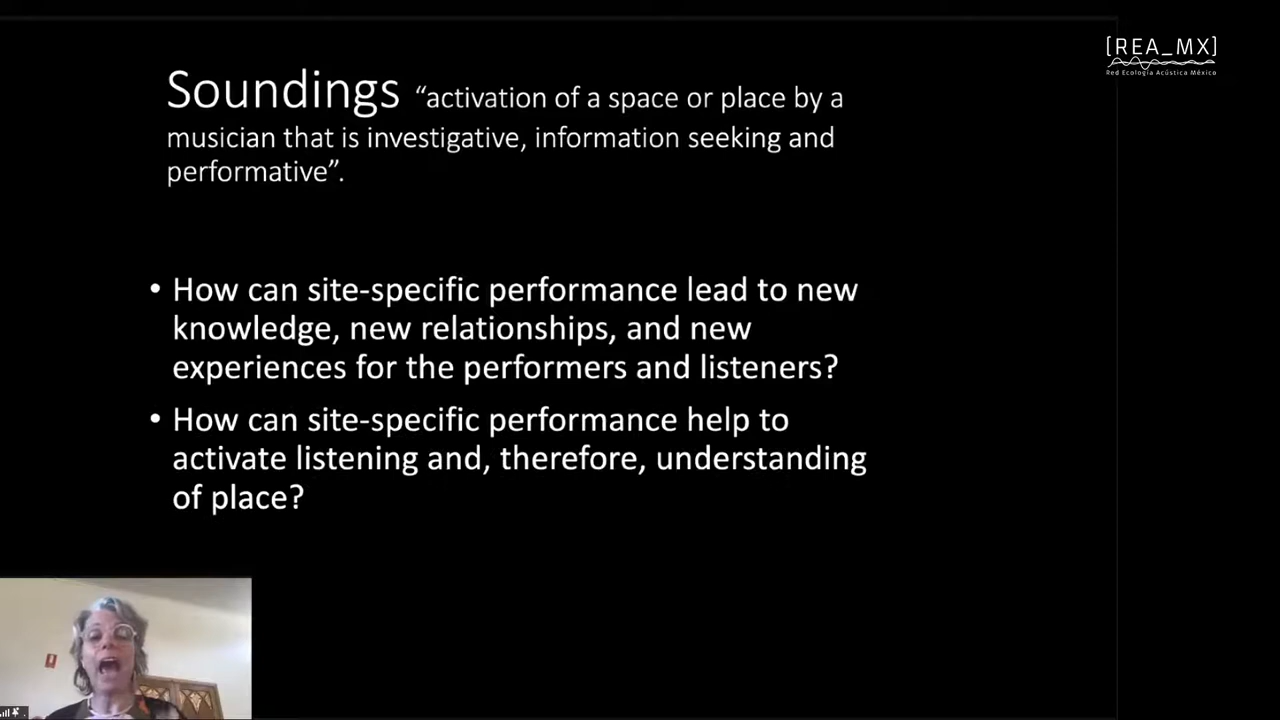 [REA_MX]
Red Ecología Acústica México
Soundings “activation of a space or place by a
musician that is investigative, information seeking and
performative”.
• How can site-specific performance lead to new
knowledge, new relationships, and new
experiences for the performers and listeners?
• How can site-specific performance help to
activate listening and, therefore, understanding
of place?